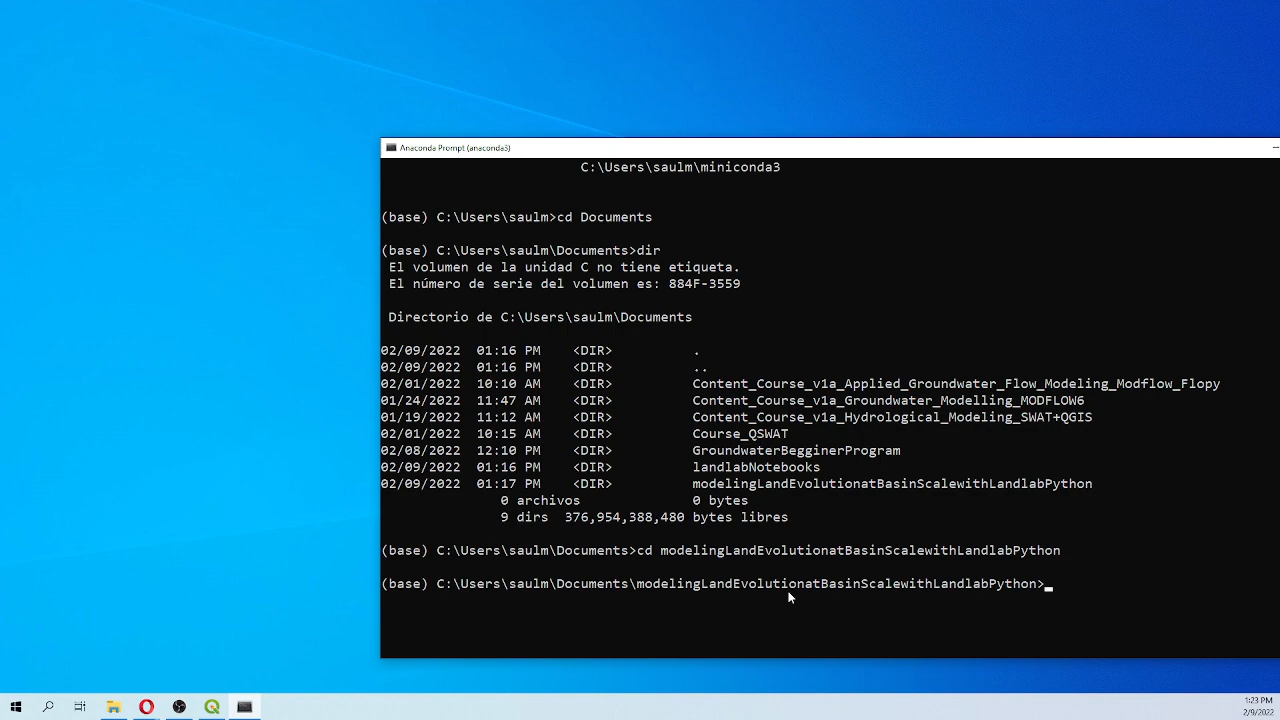 Anaconda Prompt (anaconda3)
C:\Users\saulm\miniconda3
(base) C:\Users\saulm>cd Documents
(base) C:\Users\saulm\Documents>dir
El volumen de la unidad C no tiene etiqueta.
El número de serie del volumen es: 884F-3559
Directorio de C:\Users\saulm\Documents
02/09/2022 01:16 PM <DIR> .
02/09/2022 01:16 PM <DIR> ..
02/01/2022 10:10 AM <DIR> Content_Course_v1a_Applied_Groundwater_Flow_Modeling_Modflow_Flopy
01/24/2022 11:47 AM <DIR> Content_Course_v1a_Groundwater_Modelling_MODFLOW6
01/19/2022 11:12 AM <DIR> Content_Course_v1a_Hydrological_Modeling_SWAT+QGIS
02/01/2022 10:15 AM <DIR> Course_QSWAT
02/08/2022 12:10 PM <DIR> GroundwaterBegginerProgram
02/09/2022 01:16 PM <DIR> landlabNotebooks
02/09/2022 01:17 PM <DIR> modelingLandEvolutionatBasinScalewithLandlabPython
0 archivos 0 bytes
9 dirs 376,954,388,480 bytes libres
(base) C:\Users\saulm\Documents>cd modelingLandEvolutionatBasinScalewithLandlabPython
(base) C:\Users\saulm\Documents\modelingLandEvolutionatBasinScalewithLandlabPython>
1:23 PM
2/9/2022